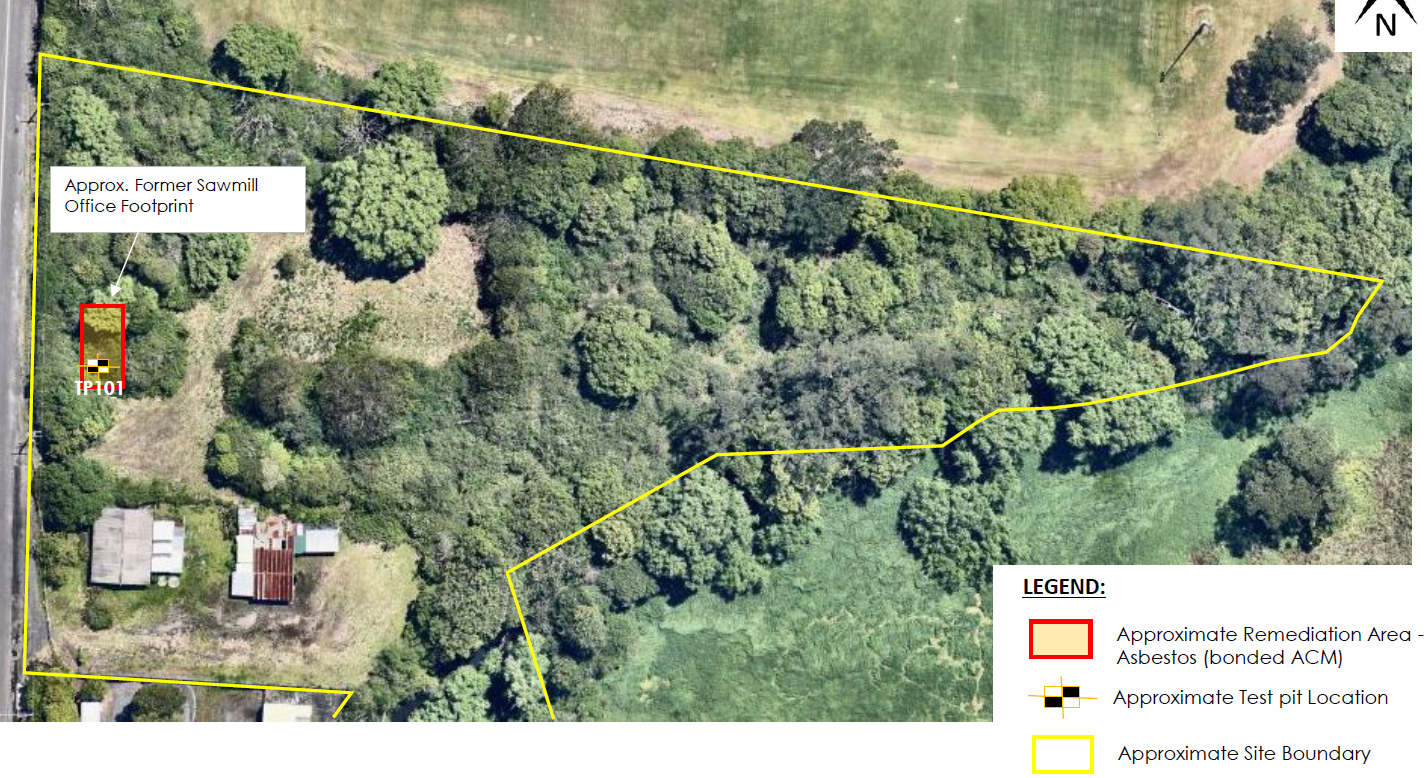 N
Approx. Former Sawmill
Office Footprint
TP101
LEGEND:
Approximate Remediation Area -
Asbestos (bonded ACM)
Approximate Test pit Location
Approximate Site Boundary